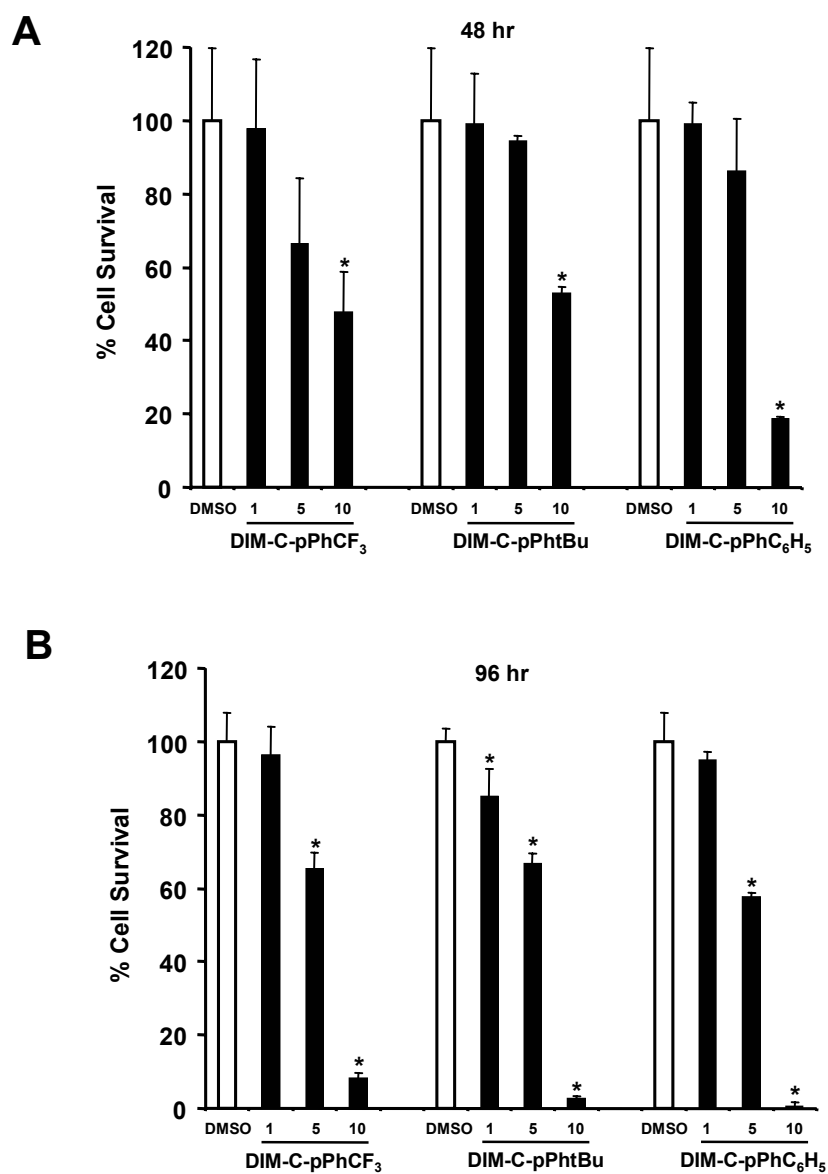 A
48 hr
120
100
80
60
40
20
0
% Cell Survival
*
*
*
DMSO 1 5 10 DMSO 1 5 10 DMSO 1 5 10
DIM-C-pPhCF₃ DIM-C-pPhtBu DIM-C-pPhC₆H₅
B
96 hr
120
100
80
60
40
20
0
% Cell Survival
*
*
*
*
*
*
*
DMSO 1 5 10 DMSO 1 5 10 DMSO 1 5 10
DIM-C-pPhCF₃ DIM-C-pPhtBu DIM-C-pPhC₆H₅